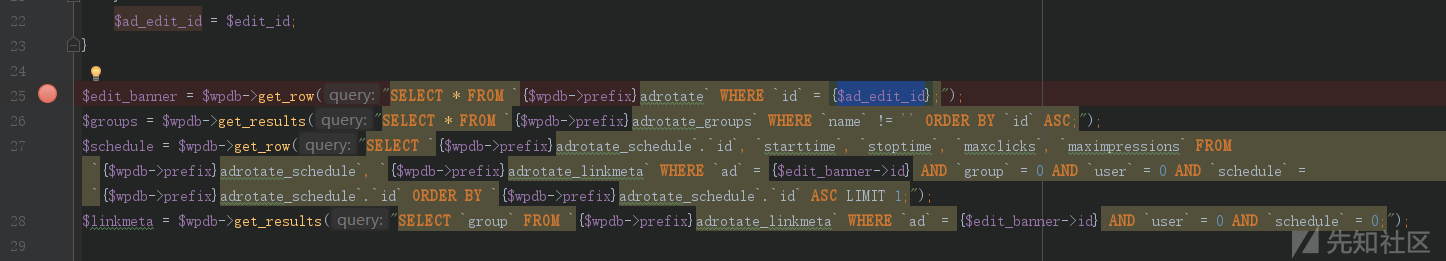 22 $ad_edit_id = $edit_id;
23 }
24
25 $edit_banner = $wpdb->get_row( query: "SELECT * FROM `{$wpdb->prefix}adrotate` WHERE `id` = {$ad_edit_id};");
26 $groups = $wpdb->get_results( query: "SELECT * FROM `{$wpdb->prefix}adrotate_groups` WHERE `name` != '' ORDER BY `id` ASC;");
27 $schedule = $wpdb->get_row( query: "SELECT `{$wpdb->prefix}adrotate_schedule`.`id`, `starttime`, `stoptime`, `maxclicks`, `maximpressions` FROM
`{$wpdb->prefix}adrotate_schedule`, `{$wpdb->prefix}adrotate_linkmeta` WHERE `ad` = {$edit_banner->id} AND `group` = 0 AND `user` = 0 AND `schedule` =
`{$wpdb->prefix}adrotate_schedule`.`id` ORDER BY `{$wpdb->prefix}adrotate_schedule`.`id` ASC LIMIT 1;");
28 $linkmeta = $wpdb->get_results( query: "SELECT `group` FROM `{$wpdb->prefix}adrotate_linkmeta` WHERE `ad` = {$edit_banner->id} AND `user` = 0 AND `schedule` = 0;");
29
先知社区